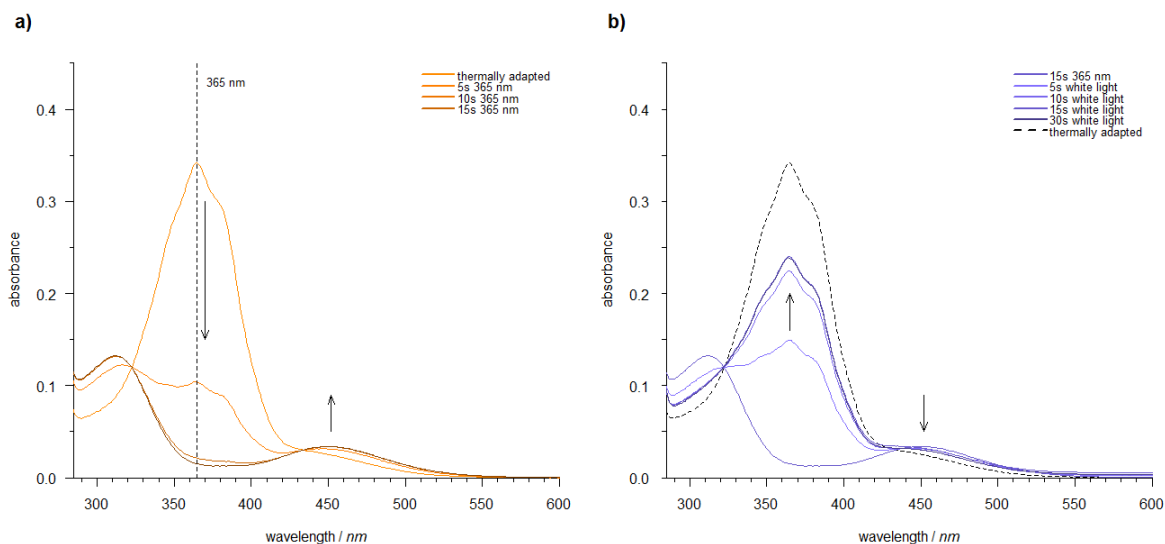 a)
365 nm
thermally adapted
5s 365 nm
10s 365 nm
15s 365 nm
0.4
0.3
0.2
0.1
0.0
absorbance
300 350 400 450 500 550 600
wavelength / nm
b)
15s 365 nm
5s white light
10s white light
15s white light
30s white light
thermally adapted
0.4
0.3
0.2
0.1
0.0
absorbance
300 350 400 450 500 550 600
wavelength / nm